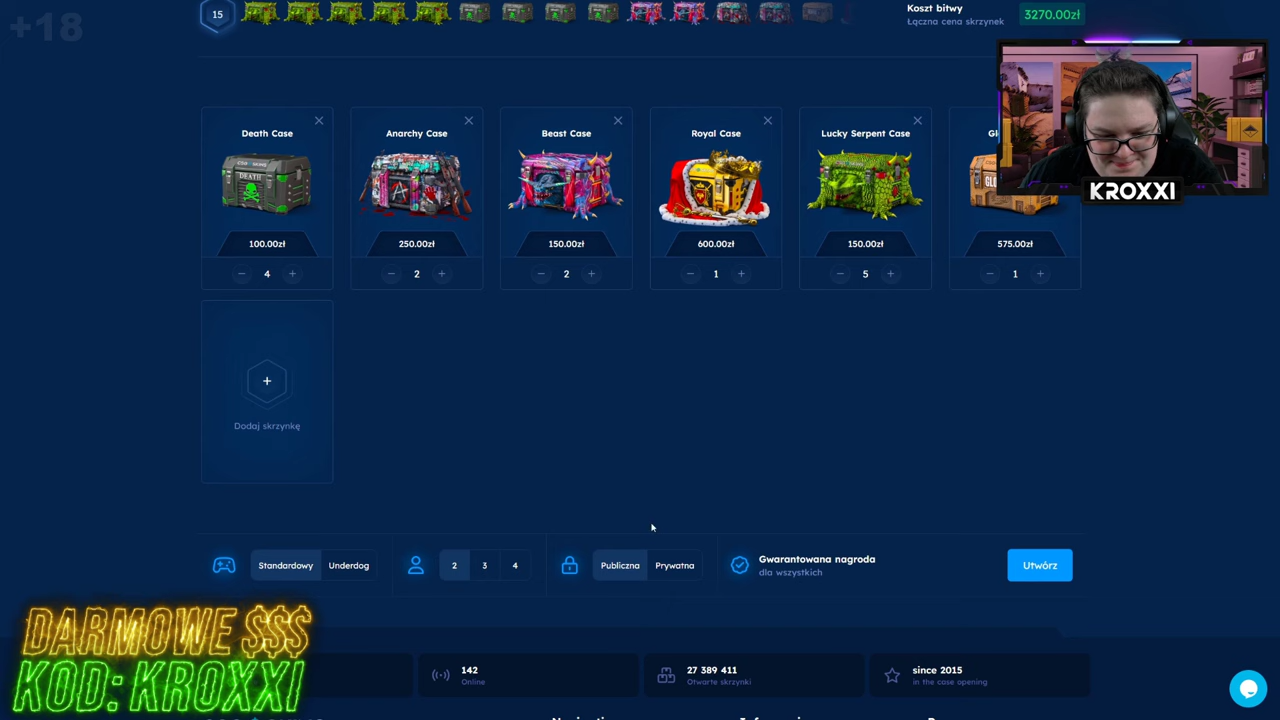 +18
15
Koszt bitwy
Łączna cena skrzynek
3270.00zł
Death Case
Anarchy Case
Beast Case
Royal Case
Lucky Serpent Case
DEATH
100.00zł
250.00zł
150.00zł
600.00zł
150.00zł
575.00zł
4
2
2
1
5
1
KROXXI
Dodaj skrzynkę
Standardowy
Underdog
2
3
4
Publiczna
Prywatna
Gwarantowana nagroda
dla wszystkich
Utwórz
DARMOWE $$$
KOD: KROXXI
142
Online
27 389 411
Otwarte skrzynki
since 2015
in the case opening